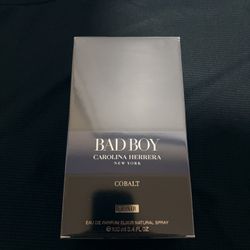 BAD BOY
CAROLINA HERRERA
NEW YORK
COBALT
ELIXIR
EAU DE PARFUM ELIXIR NATURAL SPRAY
℮ 100 ml 3.4 FL. OZ.